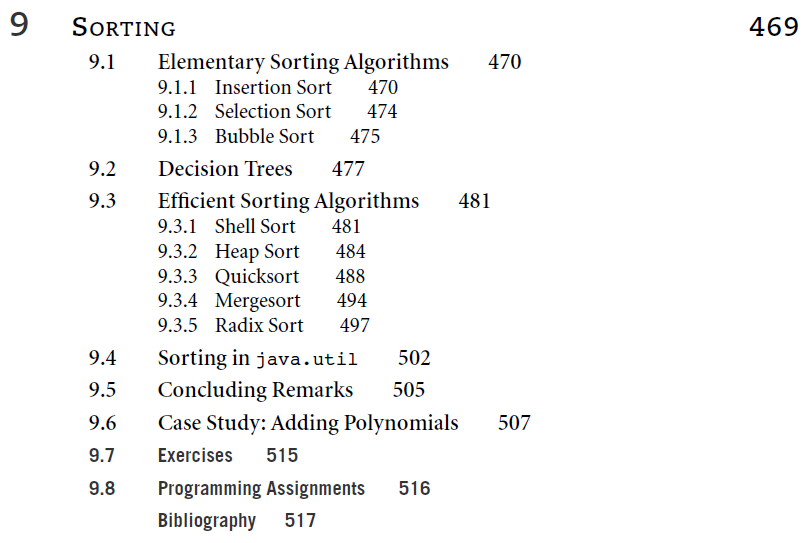 9 SORTING 469
9.1 Elementary Sorting Algorithms 470
9.1.1 Insertion Sort 470
9.1.2 Selection Sort 474
9.1.3 Bubble Sort 475
9.2 Decision Trees 477
9.3 Efficient Sorting Algorithms 481
9.3.1 Shell Sort 481
9.3.2 Heap Sort 484
9.3.3 Quicksort 488
9.3.4 Mergesort 494
9.3.5 Radix Sort 497
9.4 Sorting in java.util 502
9.5 Concluding Remarks 505
9.6 Case Study: Adding Polynomials 507
9.7 Exercises 515
9.8 Programming Assignments 516
Bibliography 517